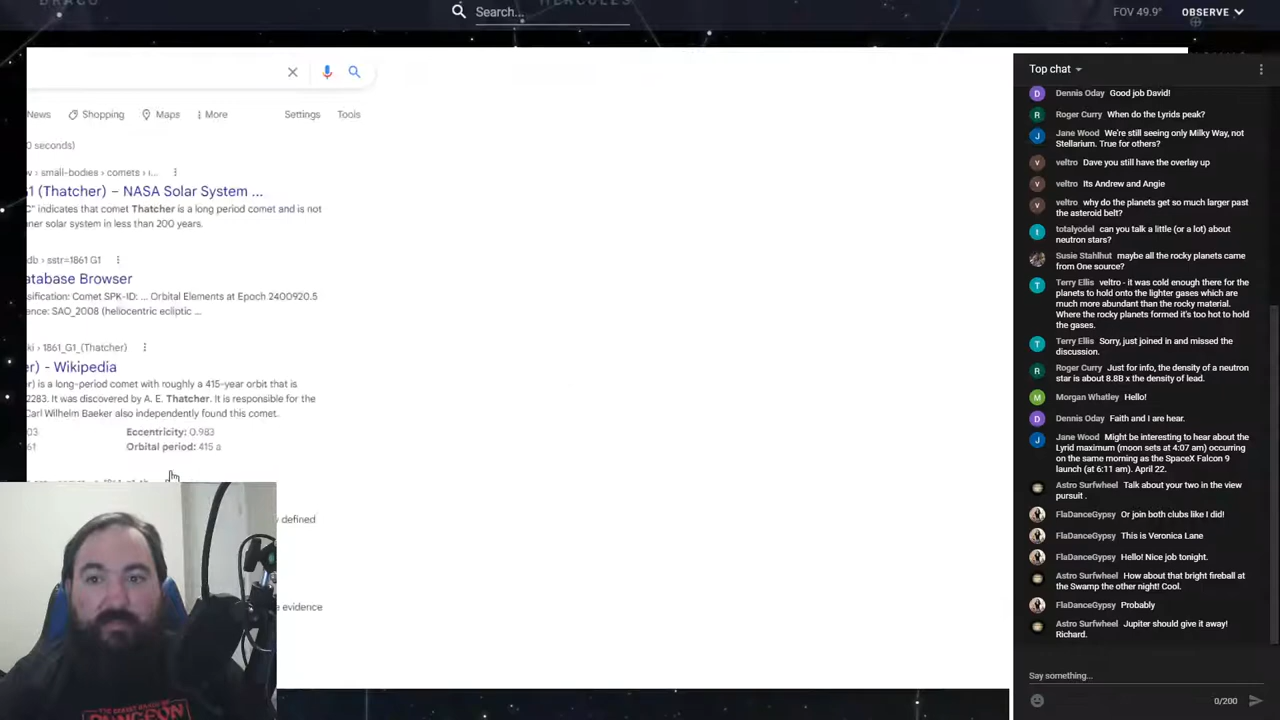 DRACO
HERCULES
Search...
FOV 49.9°
OBSERVE
News
Shopping
Maps
More
Settings
Tools
0 seconds)
v › small-bodies › comets › ı...
1 (Thatcher) – NASA Solar System ...
C" indicates that comet Thatcher is a long period comet and is not
ner solar system in less than 200 years.
db › sstr=1861 G1
atabase Browser
sification: Comet SPK-ID: ... Orbital Elements at Epoch 2400920.5
ence: SAO_2008 (heliocentric ecliptic ...
ki › 1861_G1_(Thatcher)
er) - Wikipedia
er) is a long-period comet with roughly a 415-year orbit that is
2283. It was discovered by A. E. Thatcher. It is responsible for the
Carl Wilhelm Baeker also independently found this comet.
03
Eccentricity: 0.983
61
Orbital period: 415 a
defined
e evidence
Top chat
Dennis Oday Good job David!
Roger Curry When do the Lyrids peak?
Jane Wood We're still seeing only Milky Way, not
Stellarium. True for others?
veltro Dave you still have the overlay up
veltro Its Andrew and Angie
veltro why do the planets get so much larger past
the asteroid belt?
totalyodel can you talk a little (or a lot) about
neutron stars?
Susie Stahlhut maybe all the rocky planets came
from One source?
Terry Ellis veltro - it was cold enough there for the
planets to hold onto the lighter gases which are
much more abundant than the rocky material.
Where the rocky planets formed it's too hot to hold
the gases.
Terry Ellis Sorry, just joined in and missed the
discussion.
Roger Curry Just for info, the density of a neutron
star is about 8.8B x the density of lead.
Morgan Whatley Hello!
Dennis Oday Faith and I are hear.
Jane Wood Might be interesting to hear about the
Lyrid maximum (moon sets at 4:07 am) occurring
on the same morning as the SpaceX Falcon 9
launch (at 6:11 am). April 22.
Astro Surfwheel Talk about your two in the view
pursuit .
FlaDanceGypsy Or join both clubs like I did!
FlaDanceGypsy This is Veronica Lane
FlaDanceGypsy Hello! Nice job tonight.
Astro Surfwheel How about that bright fireball at
the Swamp the other night! Cool.
FlaDanceGypsy Probably
Astro Surfwheel Jupiter should give it away!
Richard.
Say something...
0/200